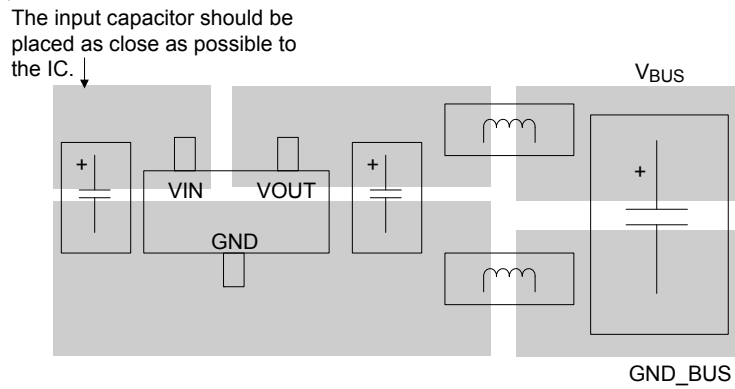 The input capacitor should be
placed as close as possible to
the IC.
VBUS
+
+
+
VIN
VOUT
GND
GND_BUS